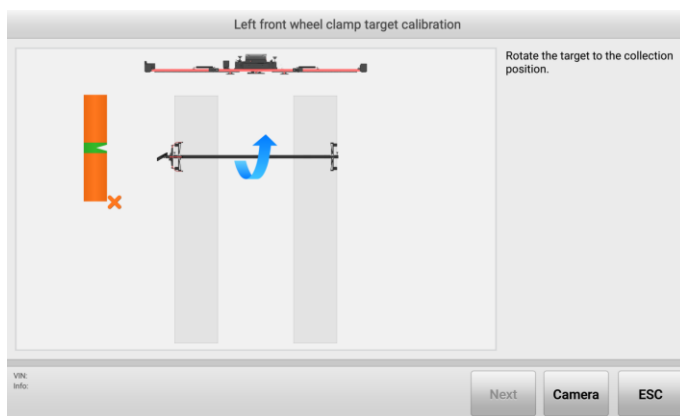 Left front wheel clamp target calibration
Rotate the target to the collection
position.
VIN:
Info:
Next
Camera
ESC